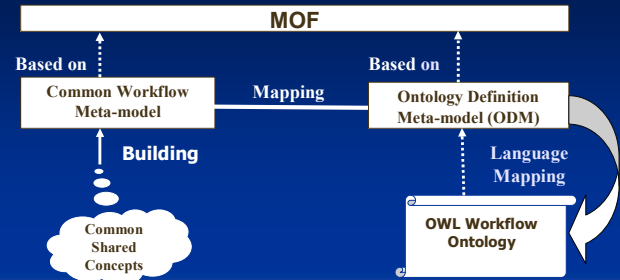 MOF
Based on
Based on
Common Workflow
Meta-model
Mapping
Ontology Definition
Meta-model (ODM)
Building
Language
Mapping
Common
Shared
Concepts
OWL Workflow
Ontology